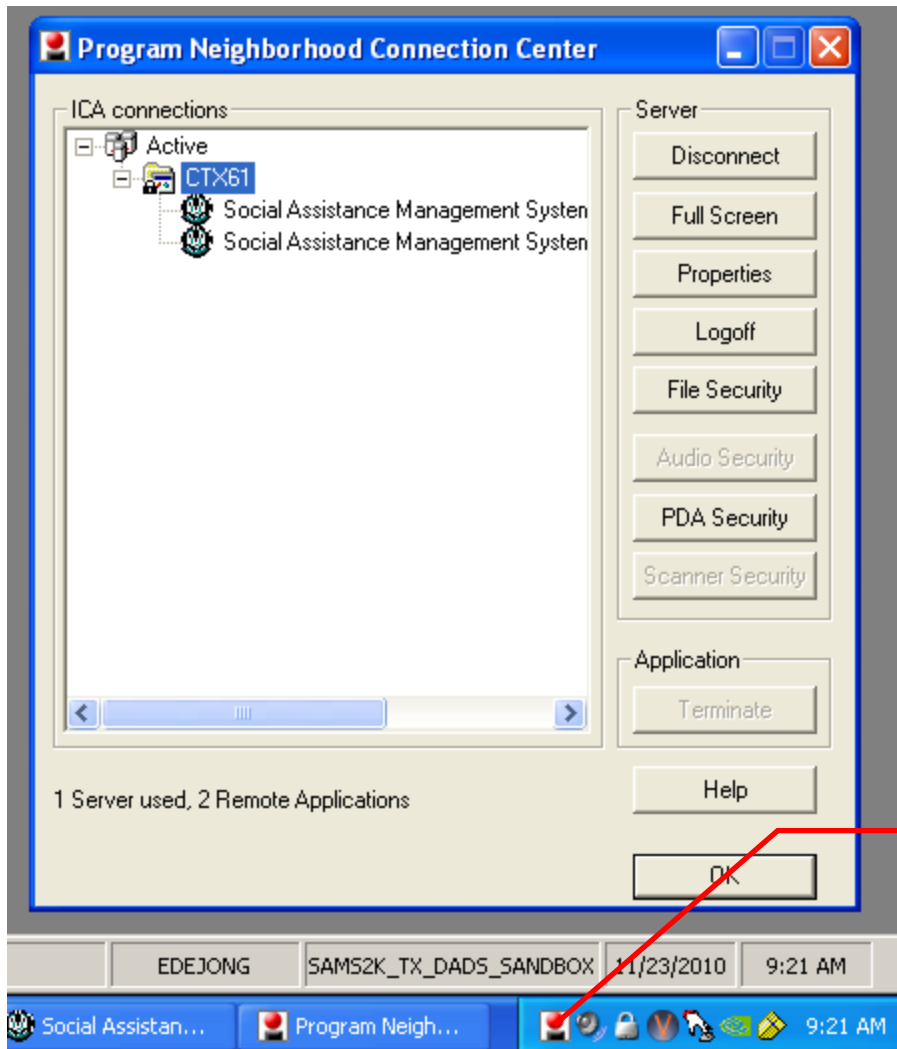 Program Neighborhood Connection Center
ICA connections
Active
CTX61
Social Assistance Management System
Social Assistance Management System
Server
Disconnect
Full Screen
Properties
Logoff
File Security
Audio Security
PDA Security
Scanner Security
Application
Terminate
1 Server used, 2 Remote Applications
Help
OK
EDEJONG SAMS2K_TX_DADS_SANDBOX 11/23/2010 9:21 AM
Social Assistan... Program Neigh... 9:21 AM